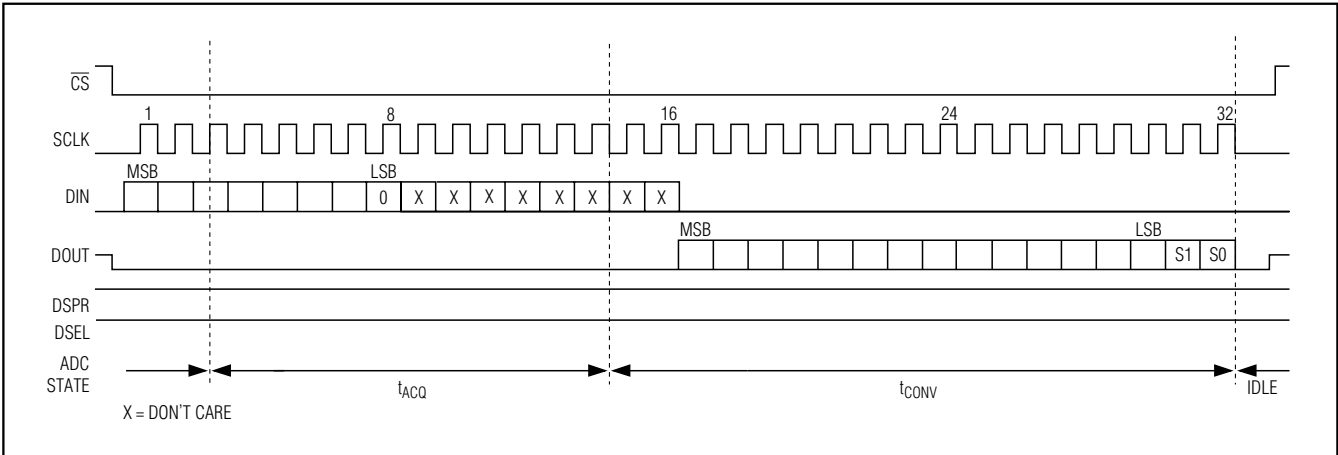 CS
1 8 16 24 32
SCLK
MSB LSB
DIN 0 X X X X X X X X
MSB LSB
DOUT S1 S0
DSPR
DSEL
ADC
STATE
tACQ tCONV IDLE
X = DON'T CARE